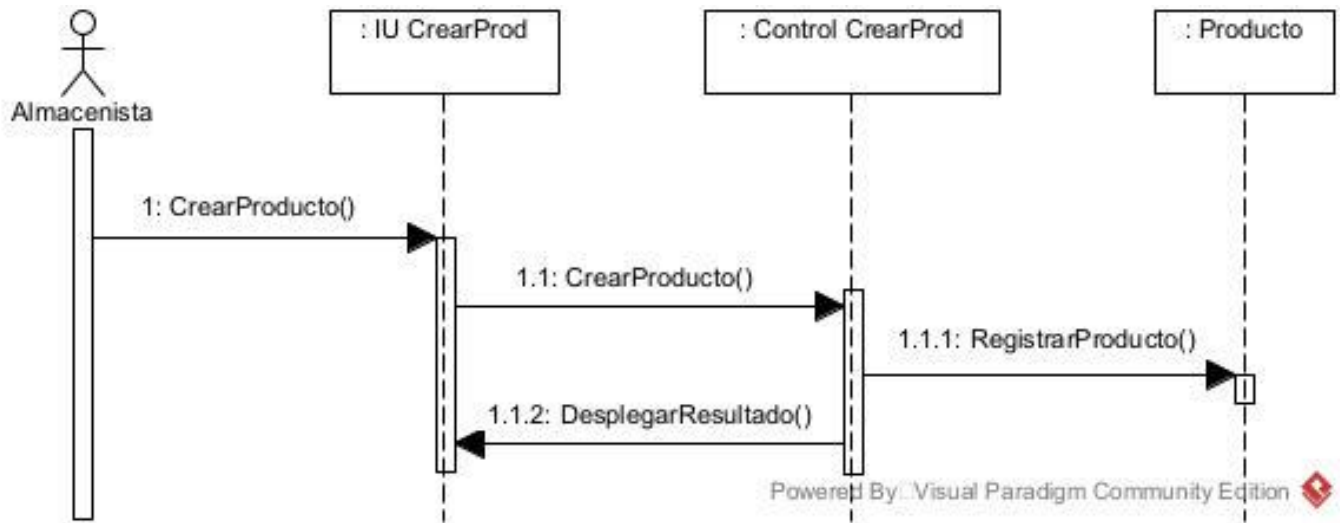 : IU CrearProd
: Control CrearProd
: Producto
Almacenista
1: CrearProducto()
1.1: CrearProducto()
1.1.1: RegistrarProducto()
1.1.2: DesplegarResultado()
Powered By Visual Paradigm Community Edition